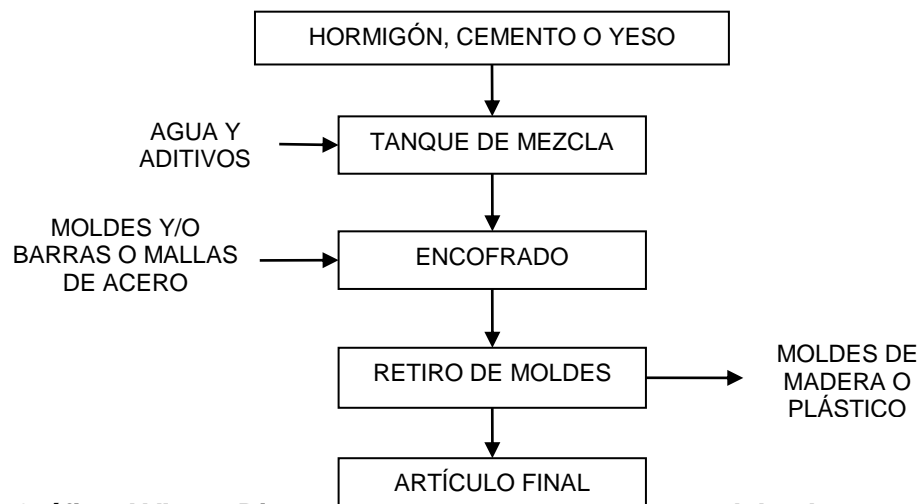 HORMIGÓN, CEMENTO O YESO
AGUA Y
ADITIVOS
TANQUE DE MEZCLA
MOLDES Y/O
BARRAS O MALLAS
DE ACERO
ENCOFRADO
RETIRO DE MOLDES
MOLDES DE
MADERA O
PLÁSTICO
ARTÍCULO FINAL